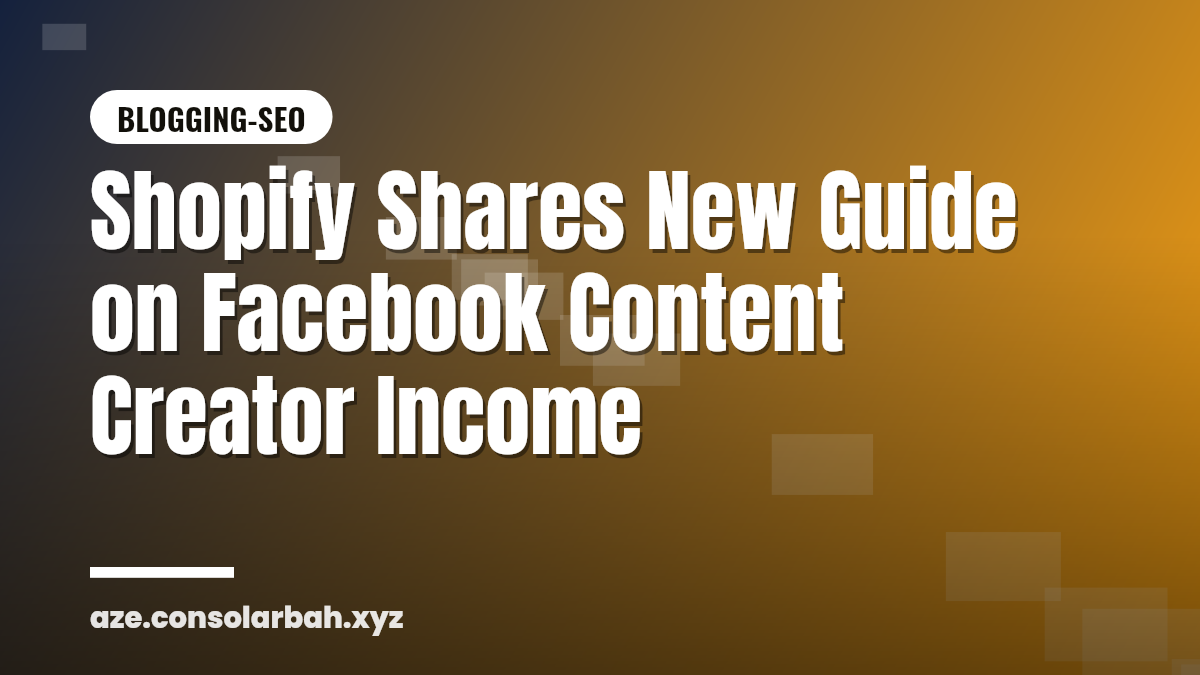 BLOGGING-SEO
Shopify Shares New Guide
on Facebook Content
Creator Income
aze.consolarbah.xyz